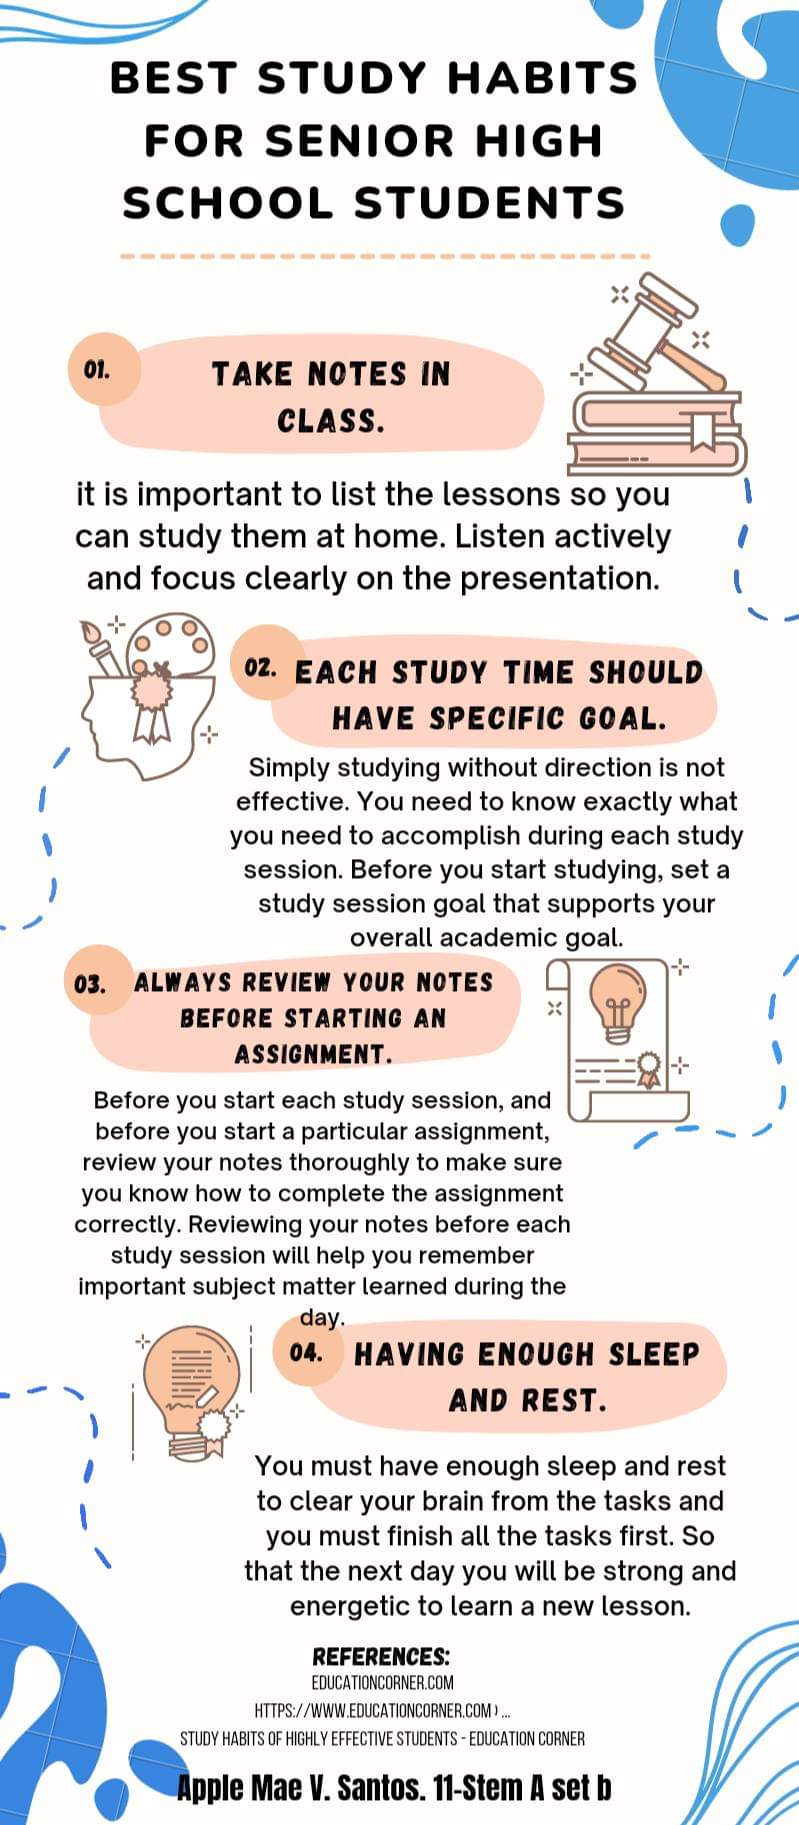 BEST STUDY HABITS
FOR SENIOR HIGH
SCHOOL STUDENTS
01.
TAKE NOTES IN
CLASS.
it is important to list the lessons so you
can study them at home. Listen actively
and focus clearly on the presentation.
02. EACH STUDY TIME SHOULD
HAVE SPECIFIC GOAL.
Simply studying without direction is not
effective. You need to know exactly what
you need to accomplish during each study
session. Before you start studying, set a
study session goal that supports your
overall academic goal.
03. ALWAYS REVIEW YOUR NOTES
BEFORE STARTING AN
ASSIGNMENT.
Before you start each study session, and
before you start a particular assignment,
review your notes thoroughly to make sure
you know how to complete the assignment
correctly. Reviewing your notes before each
study session will help you remember
important subject matter learned during the
day.
04. HAVING ENOUGH SLEEP
AND REST.
You must have enough sleep and rest
to clear your brain from the tasks and
you must finish all the tasks first. So
that the next day you will be strong and
energetic to learn a new lesson.
REFERENCES:
EDUCATIONCORNER.COM
HTTPS://WWW.EDUCATIONCORNER.COM › ...
STUDY HABITS OF HIGHLY EFFECTIVE STUDENTS - EDUCATION CORNER
Apple Mae V. Santos. 11-Stem A set b